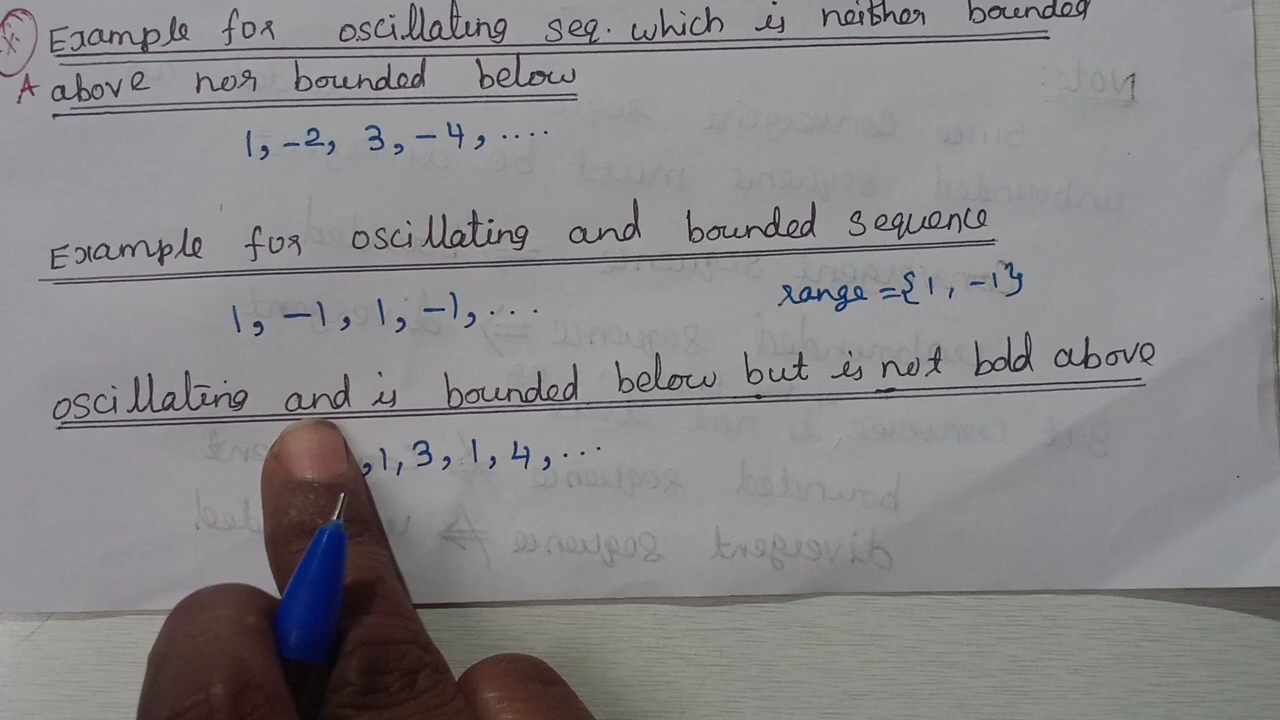 Example for oscillating seq. which is neither bounded
A above nor bounded below
1, -2, 3, -4, ....
Example for oscillating and bounded sequence
1, -1, 1, -1, ... range = {1, -1}
oscillating and is bounded below but is not bdd above
, 1, 3, 1, 4, ...